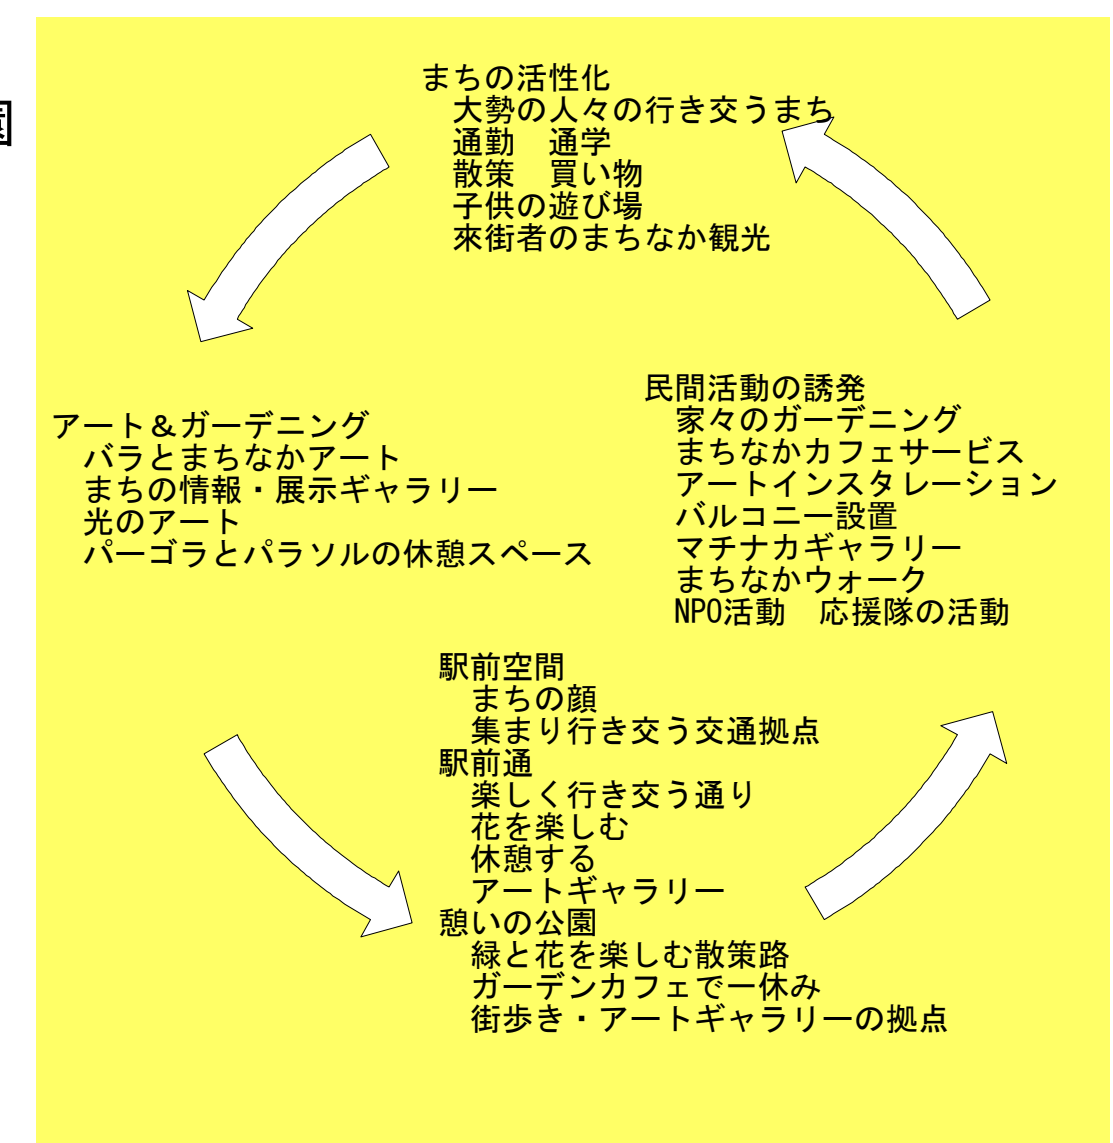 まちの活性化
大勢の人々の行き交うまち
通勤　通学
散策　買い物
子供の遊び場
來街者のまちなか観光
アート＆ガーデニング
バラとまちなかアート
まちの情報・展示ギャラリー
光のアート
パーゴラとパラソルの休憩スペース
民間活動の誘発
家々のガーデニング
まちなかカフェサービス
アートインスタレーション
バルコニー設置
マチナカギャラリー
まちなかウォーク
NPO活動　応援隊の活動
駅前空間
まちの顔
集まり行き交う交通拠点
駅前通
楽しく行き交う通り
花を楽しむ
休憩する
アートギャラリー
憩いの公園
緑と花を楽しむ散策路
ガーデンカフェで一休み
街歩き・アートギャラリーの拠点